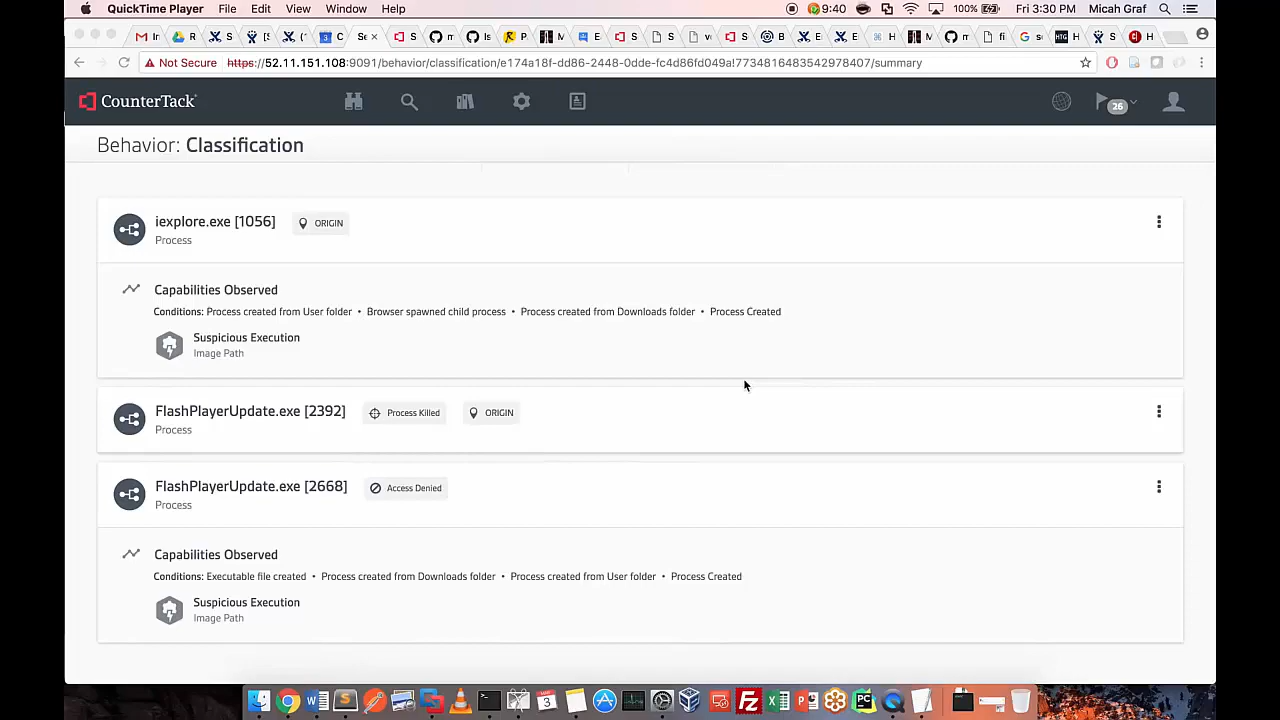 QuickTime Player File Edit View Window Help 9:40 100% Fri 3:30 PM Micah Graf
Not Secure https://52.11.151.108:9091/behavior/classification/e174a18f-dd86-2448-0dde-fc4d86fd049a!7734816483542978407/summary
CounterTack 26
Behavior: Classification
iexplore.exe [1056] ORIGIN
Process
Capabilities Observed
Conditions: Process created from User folder • Browser spawned child process • Process created from Downloads folder • Process Created
Suspicious Execution
Image Path
FlashPlayerUpdate.exe [2392] Process Killed ORIGIN
Process
FlashPlayerUpdate.exe [2668] Access Denied
Process
Capabilities Observed
Conditions: Executable file created • Process created from Downloads folder • Process created from User folder • Process Created
Suspicious Execution
Image Path